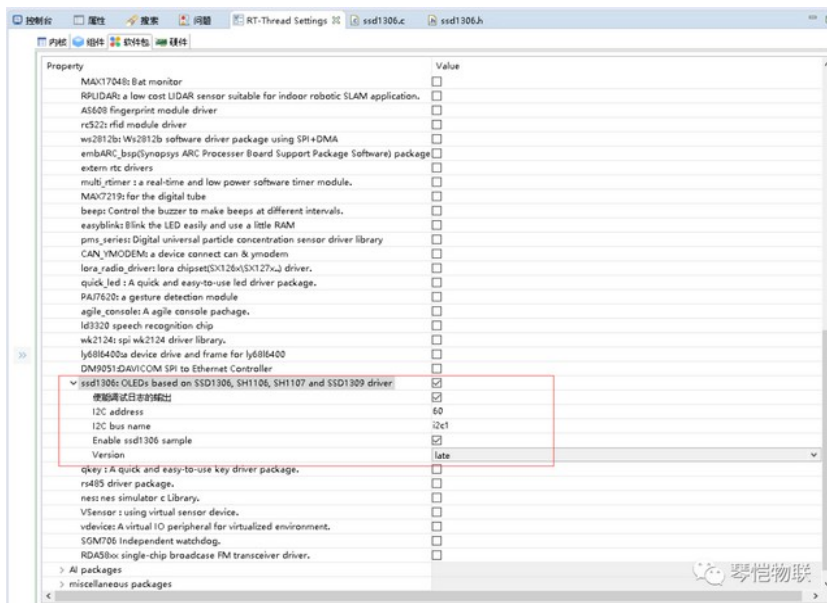 控制台 属性 搜索 问题 RT-Thread Settings ssd1306.c ssd1306.h
内核 组件 软件包 硬件
Property Value
MAX17048: Bat monitor
RPLIDAR: a low cost LIDAR sensor suitable for indoor robotic SLAM application.
AS608 fingerprint module driver
rc522: rfid module driver
ws2812b: Ws2812b software driver package using SPI+DMA
embARC_bsp(Synopsys ARC Processer Board Support Package Software) package
extern rtc drivers
multi_rtimer : a real-time and low power software timer module.
MAX7219: for the digital tube
beep: Control the buzzer to make beeps at different intervals.
easyblink: Blink the LED easily and use a little RAM
pms_series: Digital universal particle concentration sensor driver library
CAN_YMODEM: a device connect can & ymodem
lora_radio_driver: lora chipset(SX126x\SX127x..) driver.
quick_led : A quick and easy-to-use led driver package.
PAJ7620: a gesture detection module
agile_console: A agile console pachage.
ld3320 speech recognition chip
wk2124: spi wk2124 driver library.
ly68l6400:a device drive and frame for ly68l6400
DM9051:DAVICOM SPI to Ethernet Controller
ssd1306: OLEDs based on SSD1306, SH1106, SH1107 and SSD1309 driver
使能调试日志的输出
I2C address 60
I2C bus name i2c1
Enable ssd1306 sample
Version late
qkey : A quick and easy-to-use key driver package.
rs485 driver package.
nes: nes simulator c Library.
VSensor : using virtual sensor device.
vdevice: A virtual IO peripheral for virtualized environment.
SGM706 Independent watchdog.
RDA58xx single-chip broadcase FM transceiver driver.
AI packages
miscellaneous packages
琴恺物联